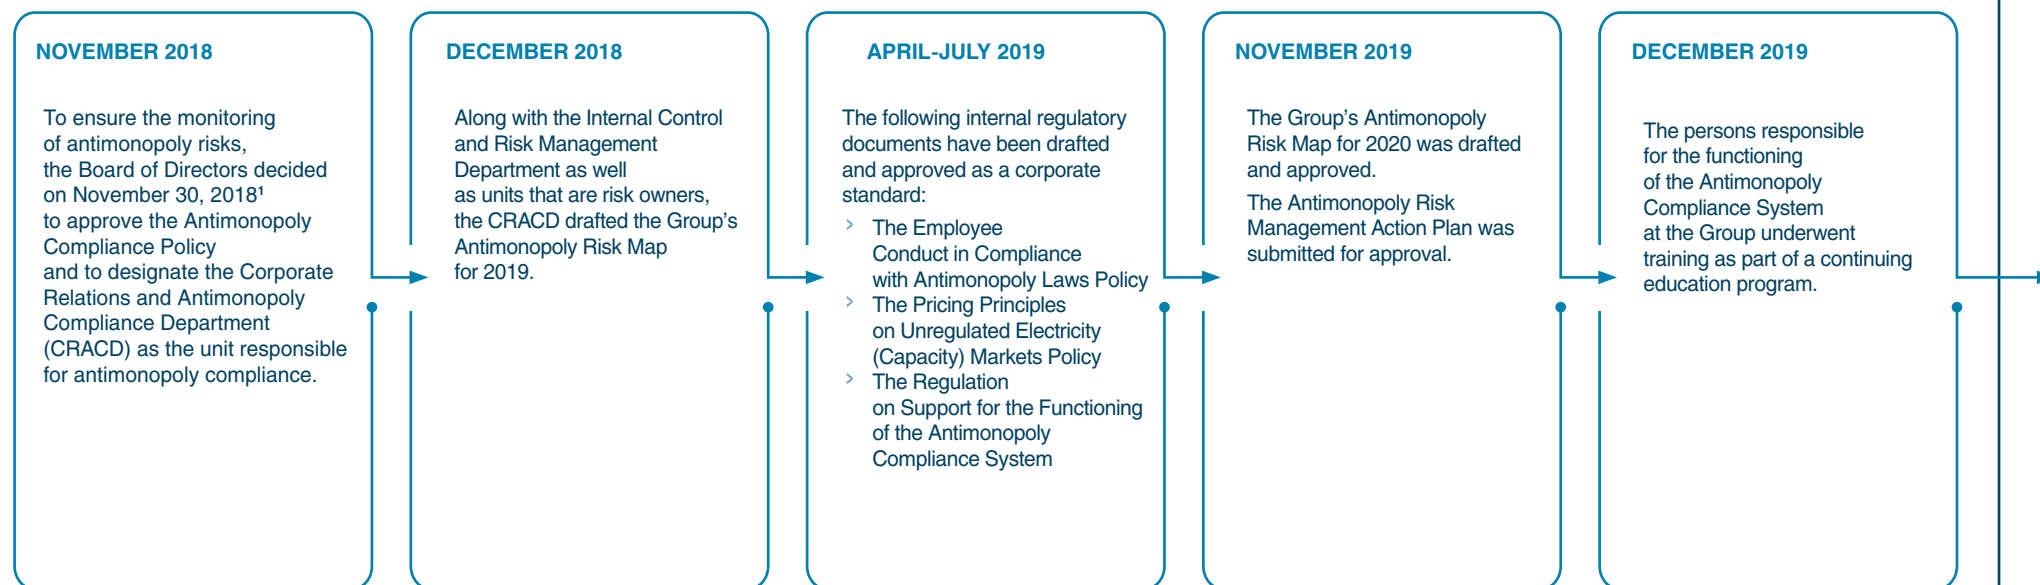 NOVEMBER 2018
To ensure the monitoring
of antimonopoly risks,
the Board of Directors decided
on November 30, 2018¹
to approve the Antimonopoly
Compliance Policy
and to designate the Corporate
Relations and Antimonopoly
Compliance Department
(CRACD) as the unit responsible
for antimonopoly compliance.
DECEMBER 2018
Along with the Internal Control
and Risk Management
Department as well
as units that are risk owners,
the CRACD drafted the Group’s
Antimonopoly Risk Map
for 2019.
APRIL-JULY 2019
The following internal regulatory
documents have been drafted
and approved as a corporate
standard:
› The Employee
Conduct in Compliance
with Antimonopoly Laws Policy
› The Pricing Principles
on Unregulated Electricity
(Capacity) Markets Policy
› The Regulation
on Support for the Functioning
of the Antimonopoly
Compliance System
NOVEMBER 2019
The Group’s Antimonopoly
Risk Map for 2020 was drafted
and approved.
The Antimonopoly Risk
Management Action Plan was
submitted for approval.
DECEMBER 2019
The persons responsible
for the functioning
of the Antimonopoly
Compliance System
at the Group underwent
training as part of a continuing
education program.